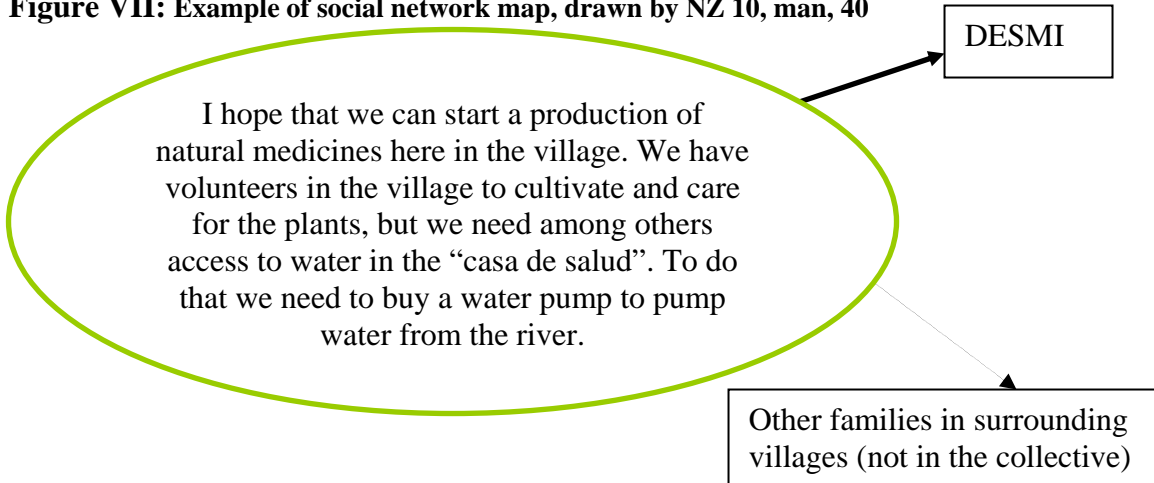 Figure VII: Example of social network map, drawn by NZ 10, man, 40
DESMI
I hope that we can start a production of
natural medicines here in the village. We have
volunteers in the village to cultivate and care
for the plants, but we need among others
access to water in the “casa de salud”. To do
that we need to buy a water pump to pump
water from the river.
Other families in surrounding
villages (not in the collective)